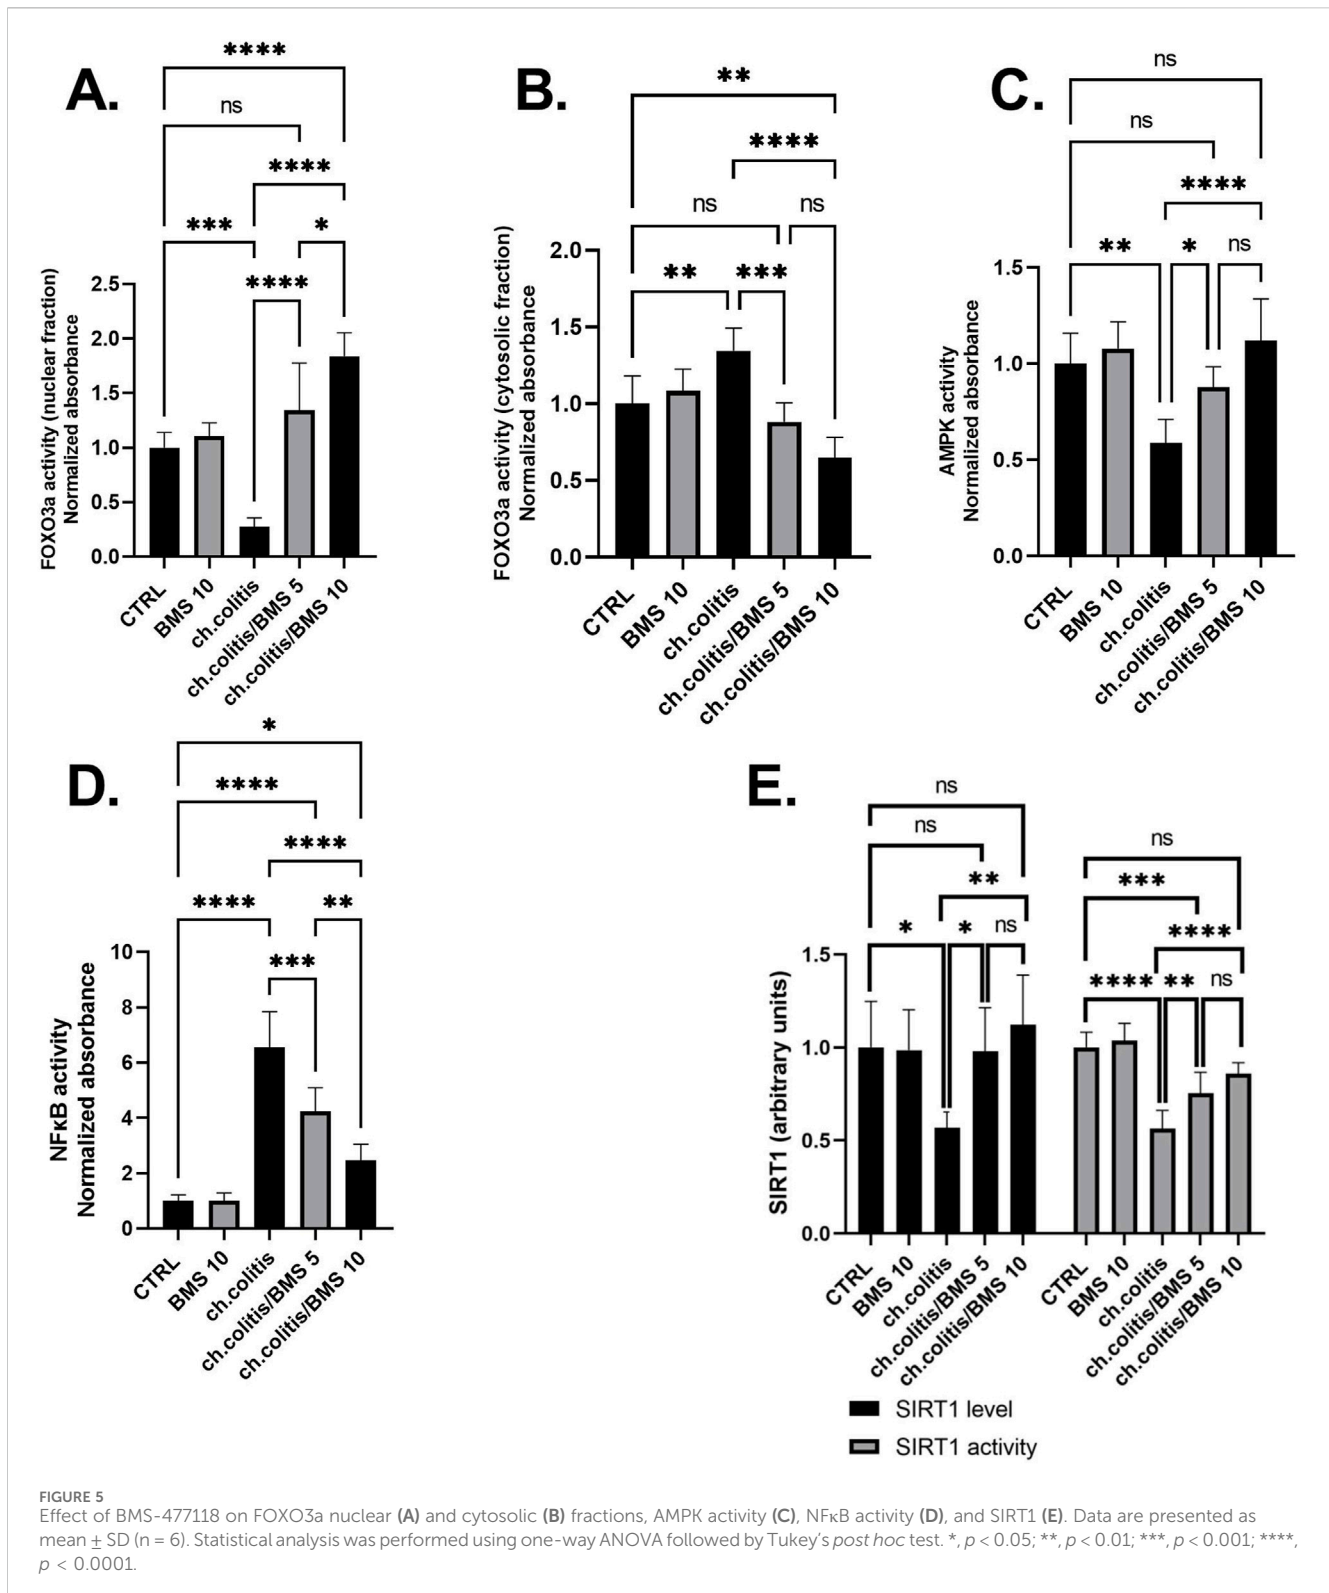 A.
****
ns
****
***
*
****
FOXO3a activity (nuclear fraction)
Normalized absorbance
2.5
2.0
1.5
1.0
0.5
0.0
CTRL
BMS 10
ch.colitis
ch.colitis/BMS 5
ch.colitis/BMS 10
B.
**
****
ns
ns
**
***
FOXO3a activity (cytosolic fraction)
Normalized absorbance
2.0
1.5
1.0
0.5
0.0
CTRL
BMS 10
ch.colitis
ch.colitis/BMS 5
ch.colitis/BMS 10
C.
ns
ns
****
**
*
ns
AMPK activity
Normalized absorbance
1.5
1.0
0.5
0.0
CTRL
BMS 10
ch.colitis
ch.colitis/BMS 5
ch.colitis/BMS 10
D.
*
****
****
****
**
***
NFκB activity
Normalized absorbance
10
8
6
4
2
0
CTRL
BMS 10
ch.colitis
ch.colitis/BMS 5
ch.colitis/BMS 10
E.
ns
ns
**
*
*
ns
ns
***
****
****
**
ns
SIRT1 (arbitrary units)
1.5
1.0
0.5
0.0
CTRL
BMS 10
ch.colitis
ch.colitis/BMS 5
ch.colitis/BMS 10
CTRL
BMS 10
ch.colitis
ch.colitis/BMS 5
ch.colitis/BMS 10
SIRT1 level
SIRT1 activity
FIGURE 5
Effect of BMS-477118 on FOXO3a nuclear (A) and cytosolic (B) fractions, AMPK activity (C), NFκB activity (D), and SIRT1 (E). Data are presented as
mean ± SD (n = 6). Statistical analysis was performed using one-way ANOVA followed by Tukey's post hoc test. *, p < 0.05; **, p < 0.01; ***, p < 0.001; ****,
p < 0.0001.